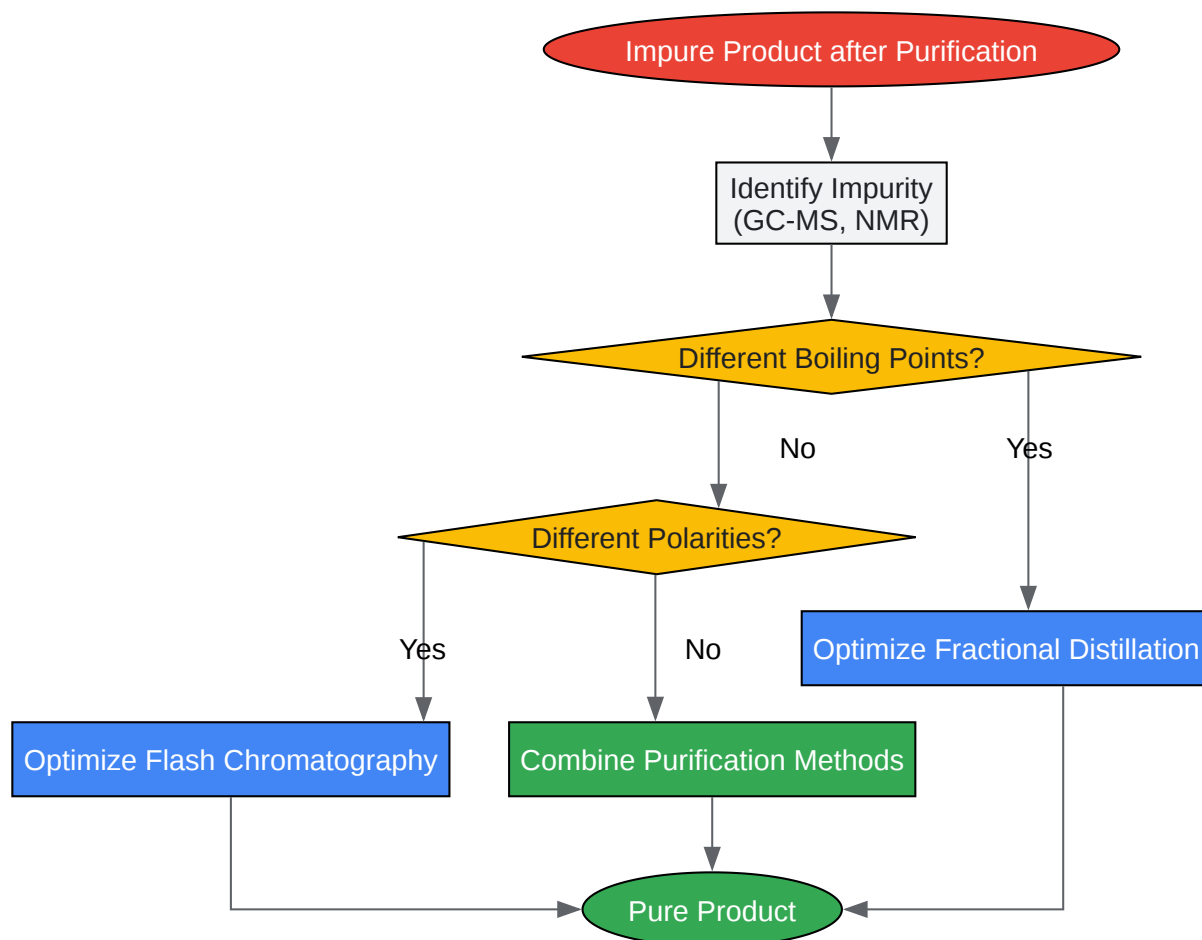 Impure Product after Purification
Identify Impurity
(GC-MS, NMR)
Different Boiling Points?
No
Yes
Different Polarities?
Yes
No
Optimize Fractional Distillation
Optimize Flash Chromatography
Combine Purification Methods
Pure Product